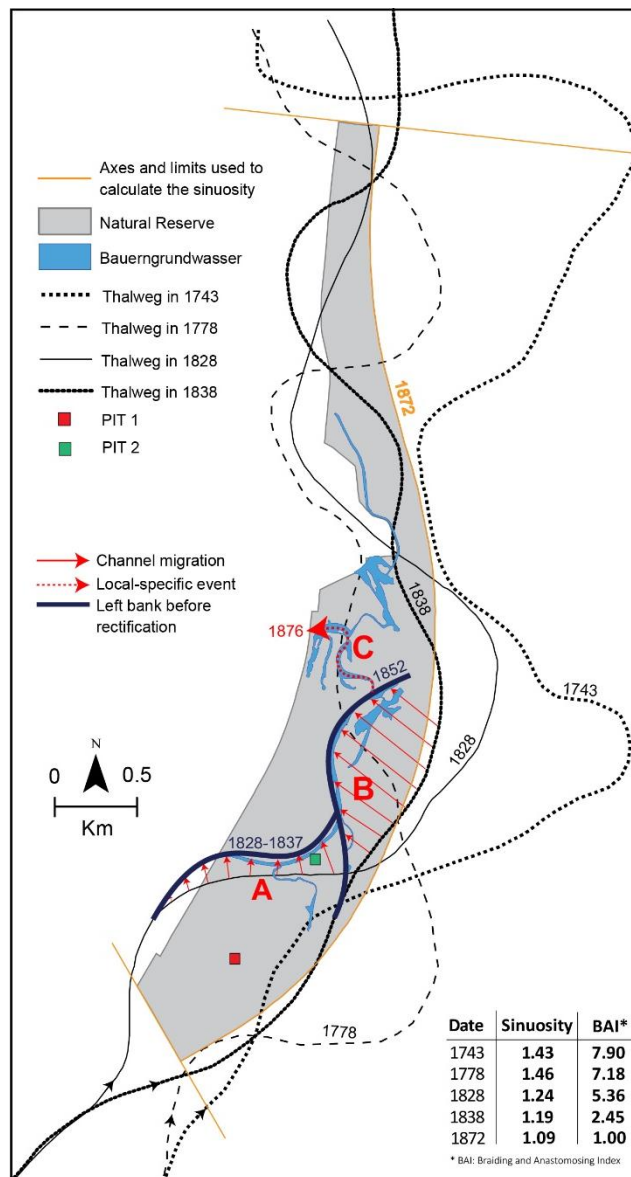 Axes and limits used to
calculate the sinuosity
Natural Reserve
Bauerngrundwasser
Thalweg in 1743
Thalweg in 1778
Thalweg in 1828
Thalweg in 1838
PIT 1
PIT 2
1872
Channel migration
Local-specific event
Left bank before
rectification
1838
1876
C
1852
1743
1828
N
0 0.5
Km
B
1828-1837
A
1778
Date Sinuosity BAI*
1743 1.43 7.90
1778 1.46 7.18
1828 1.24 5.36
1838 1.19 2.45
1872 1.09 1.00
* BAI: Braiding and Anastomosing Index